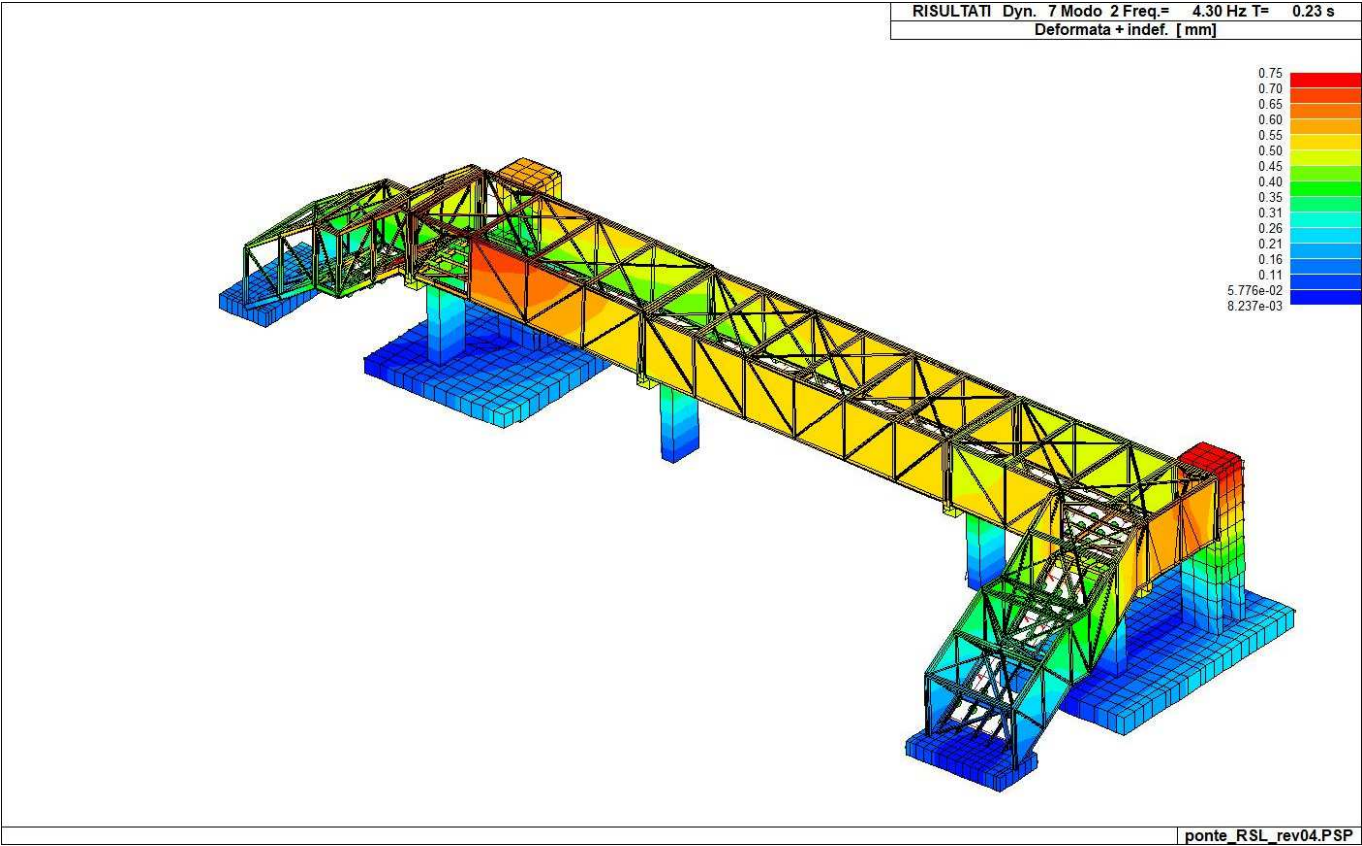 RISULTATI Dyn. 7 Modo 2 Freq.= 4.30 Hz T= 0.23 s
Deformata + indef. [ mm]
0.75
0.70
0.65
0.60
0.55
0.50
0.45
0.40
0.35
0.31
0.26
0.21
0.16
0.11
5.776e-02
8.237e-03
ponte_RSL_rev04.PSP